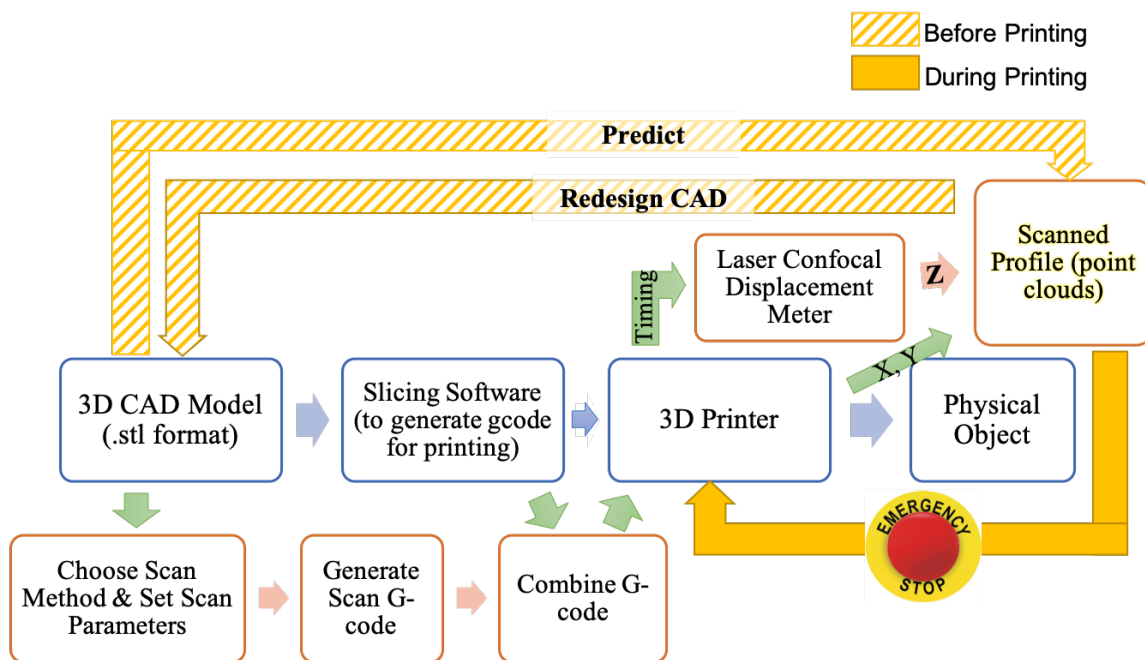 Before Printing
During Printing
Predict
Redesign CAD
Scanned
Profile (point
clouds)
Laser Confocal
Displacement
Meter
Z
Timing
X, Y
3D CAD Model
(.stl format)
Slicing Software
(to generate gcode
for printing)
3D Printer
Physical
Object
EMERGENCY
STOP
Choose Scan
Method & Set Scan
Parameters
Generate
Scan G-
code
Combine G-
code